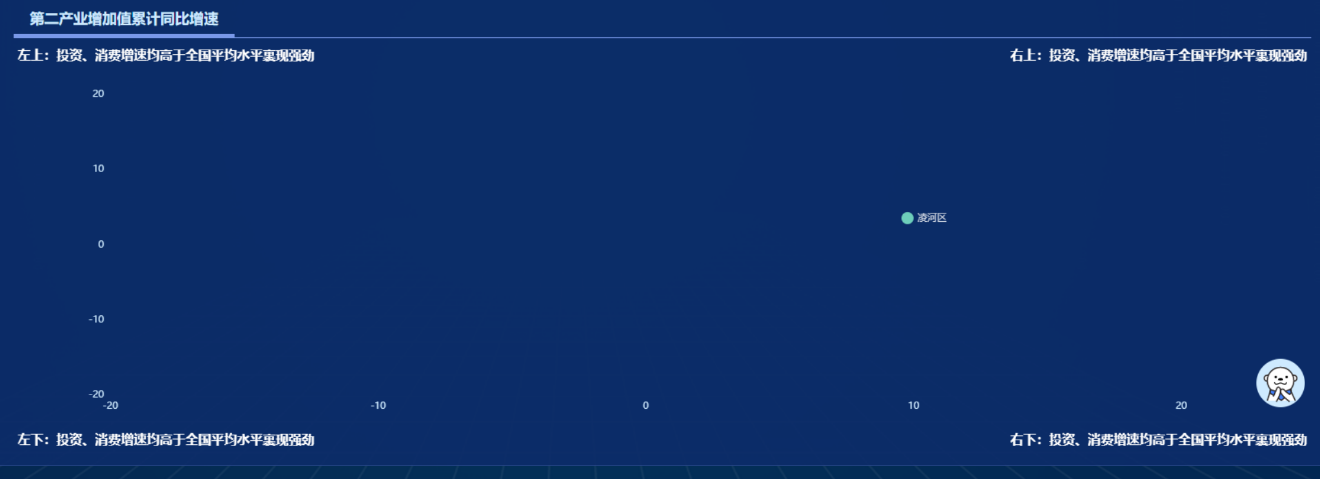 第二产业增加值累计同比增速
左上：投资、消费增速均高于全国平均水平裏现强劲
右上：投资、消费增速均高于全国平均水平裏现强劲
20
10
0
-10
-20
凌河区
-20
-10
0
10
20
左下：投资、消费增速均高于全国平均水平裏现强劲
右下：投资、消费增速均高于全国平均水平裏现强劲